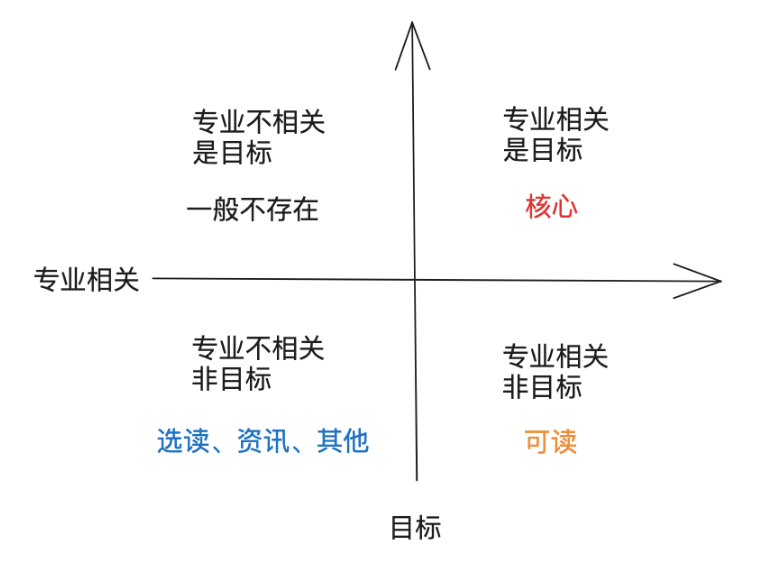 专业不相关
是目标
一般不存在
专业相关
是目标
核心
专业相关
专业不相关
非目标
选读、资讯、其他
专业相关
非目标
可读
目标